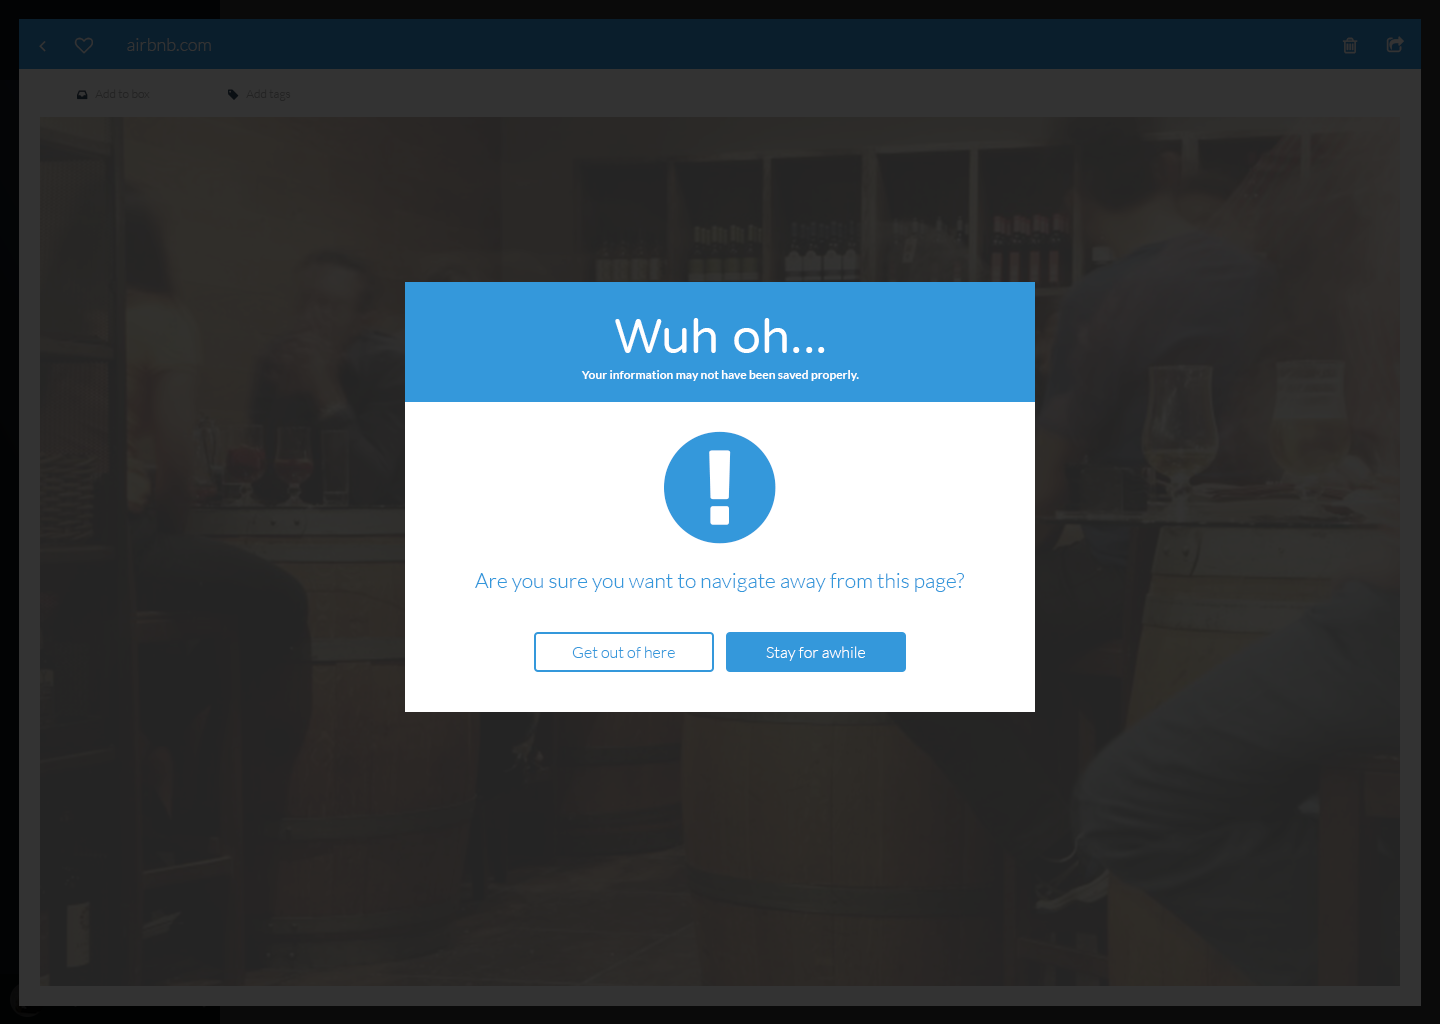 airbnb.com
Add to box
Add tags
Wuh oh...
Your information may not have been saved properly.
Are you sure you want to navigate away from this page?
Get out of here
Stay for awhile